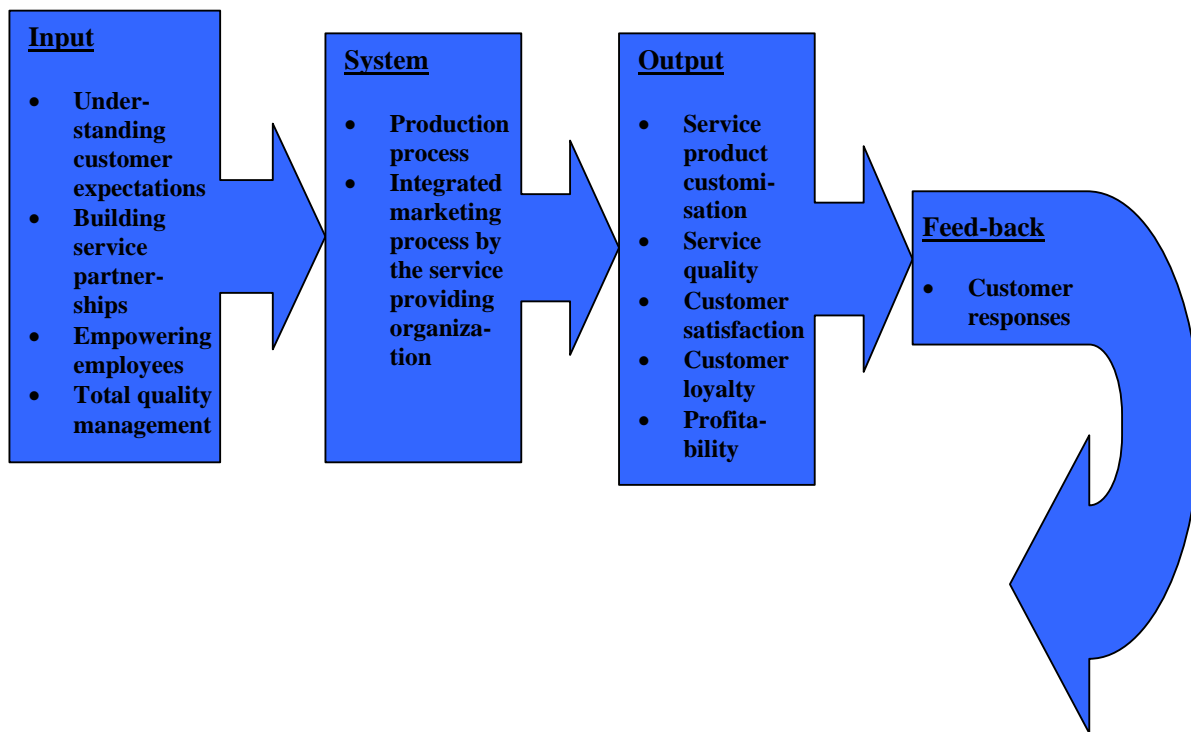 Input
• Under-
standing
customer
expectations
• Building
service
partner-
ships
• Empowering
employees
• Total quality
management
System
• Production
process
• Integrated
marketing
process by
the service
providing
organiza-
tion
Output
• Service
product
customi-
sation
• Service
quality
• Customer
satisfaction
• Customer
loyalty
• Profita-
bility
Feed-back
• Customer
responses